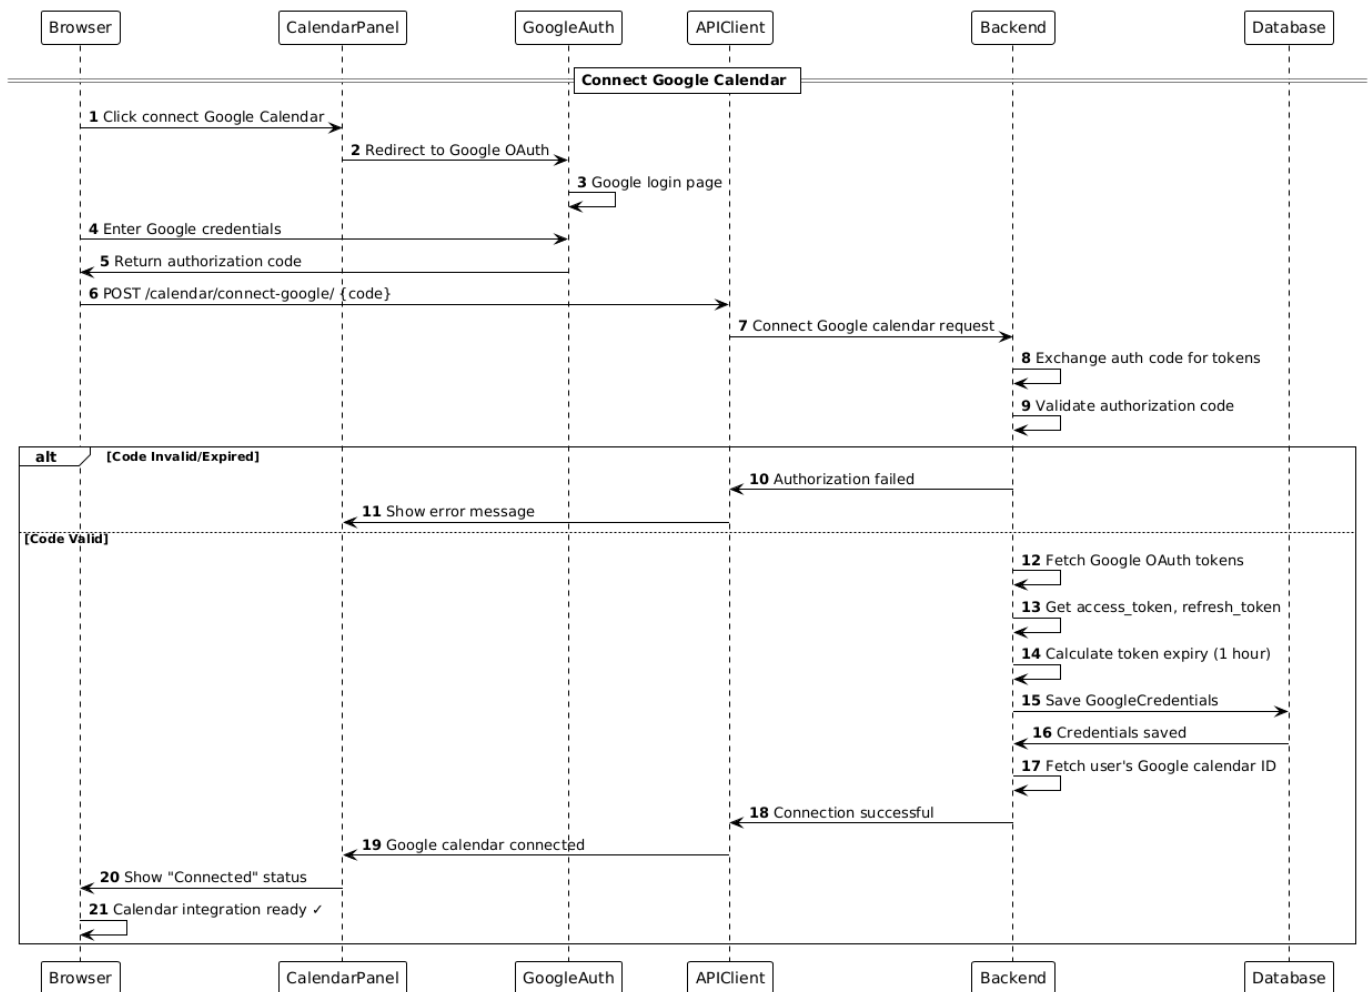 Browser CalendarPanel GoogleAuth APIClient Backend Database
Connect Google Calendar
1 Click connect Google Calendar
2 Redirect to Google OAuth
3 Google login page
4 Enter Google credentials
5 Return authorization code
6 POST /calendar/connect-google/ {code}
7 Connect Google calendar request
8 Exchange auth code for tokens
9 Validate authorization code
alt [Code Invalid/Expired]
10 Authorization failed
11 Show error message
[Code Valid]
12 Fetch Google OAuth tokens
13 Get access_token, refresh_token
14 Calculate token expiry (1 hour)
15 Save GoogleCredentials
16 Credentials saved
17 Fetch user's Google calendar ID
18 Connection successful
19 Google calendar connected
20 Show "Connected" status
21 Calendar integration ready ✓
Browser CalendarPanel GoogleAuth APIClient Backend Database